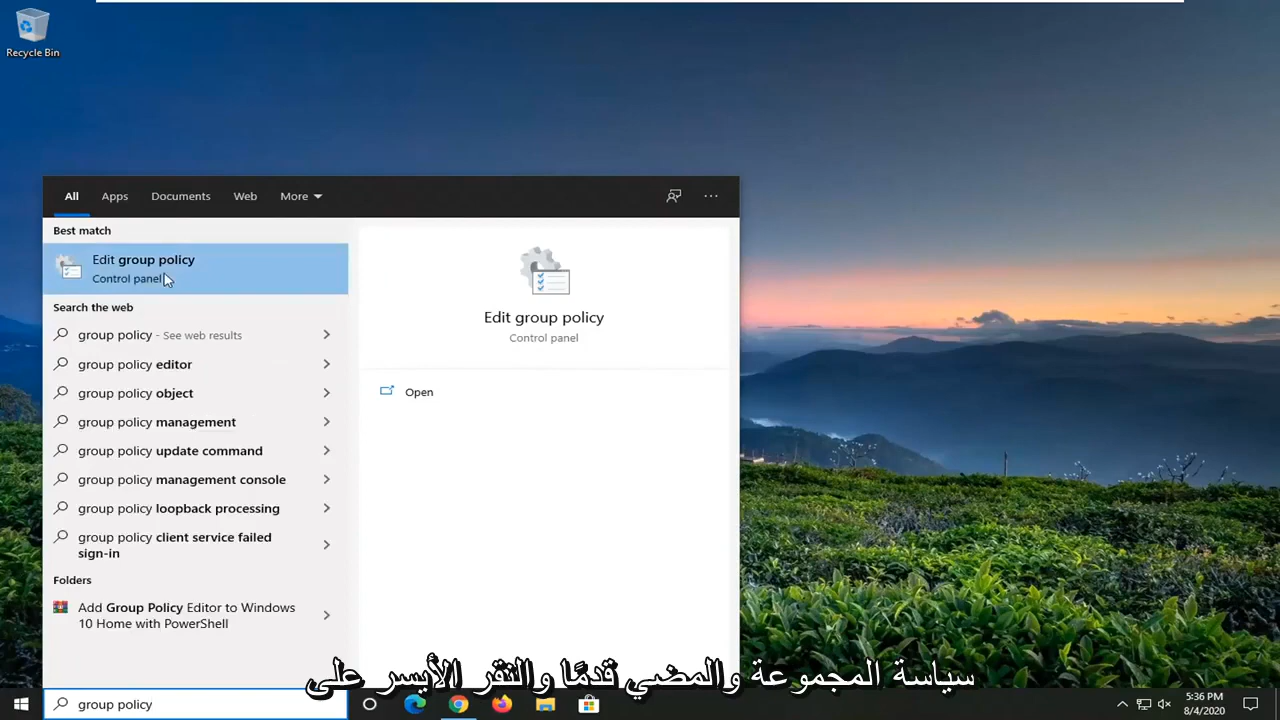 Recycle Bin
All
Apps
Documents
Web
More
Best match
Edit group policy
Control panel
Search the web
group policy - See web results
group policy editor
group policy object
group policy management
group policy update command
group policy management console
group policy loopback processing
group policy client service failed
sign-in
Folders
Add Group Policy Editor to Windows
10 Home with PowerShell
Edit group policy
Control panel
Open
سياسة المجموعة والمضي قدمًا والنقر الأيسر على
group policy
5:36 PM
8/4/2020